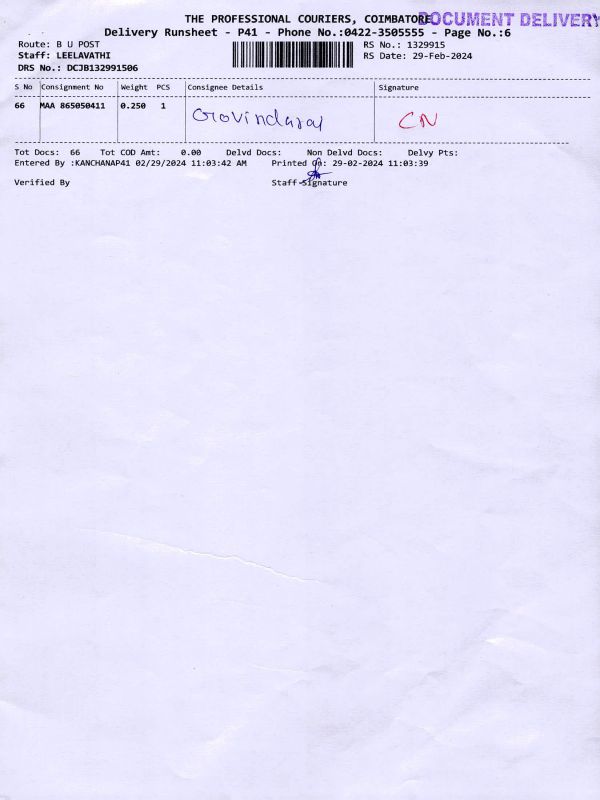 THE PROFESSIONAL COURIERS, COIMBATORE
DOCUMENT DELIVERY
Delivery Runsheet - P41 - Phone No.:0422-3505555 - Page No.:6
Route: B U POST RS No.: 1329915
Staff: LEELAVATHI RS Date: 29-Feb-2024
DRS No.: DCJB132991506
S No Consignment No Weight PCS Consignee Details Signature
66 MAA 865050411 0.250 1 Govindaraj CN
Tot Docs: 66 Tot COD Amt: 0.00 Delvd Docs: Non Delvd Docs: Delvy Pts:
Entered By :KANCHANAP41 02/29/2024 11:03:42 AM Printed On: 29-02-2024 11:03:39
Verified By Staff Signature